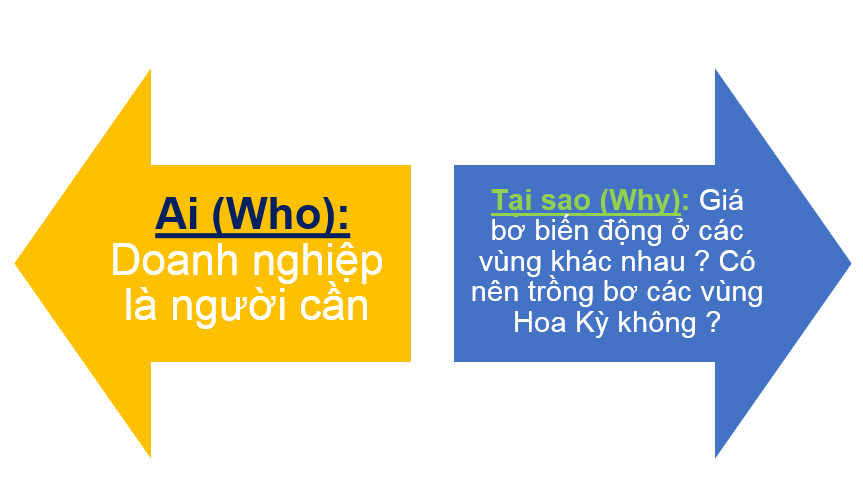 Ai (Who):
Doanh nghiệp
là người cần
Tại sao (Why): Giá
bơ biến động ở các
vùng khác nhau ? Có
nên trồng bơ các vùng
Hoa Kỳ không ?